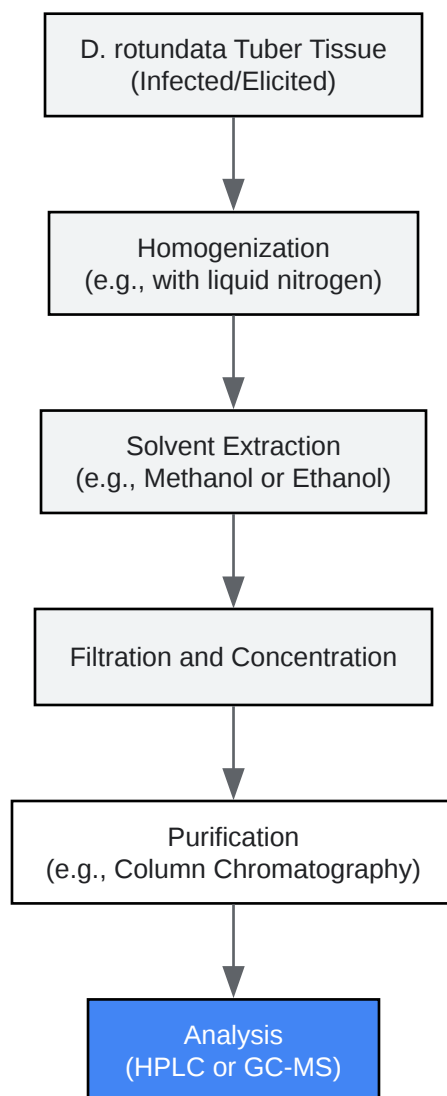 D. rotundata Tuber Tissue
(Infected/Elicited)
Homogenization
(e.g., with liquid nitrogen)
Solvent Extraction
(e.g., Methanol or Ethanol)
Filtration and Concentration
Purification
(e.g., Column Chromatography)
Analysis
(HPLC or GC-MS)